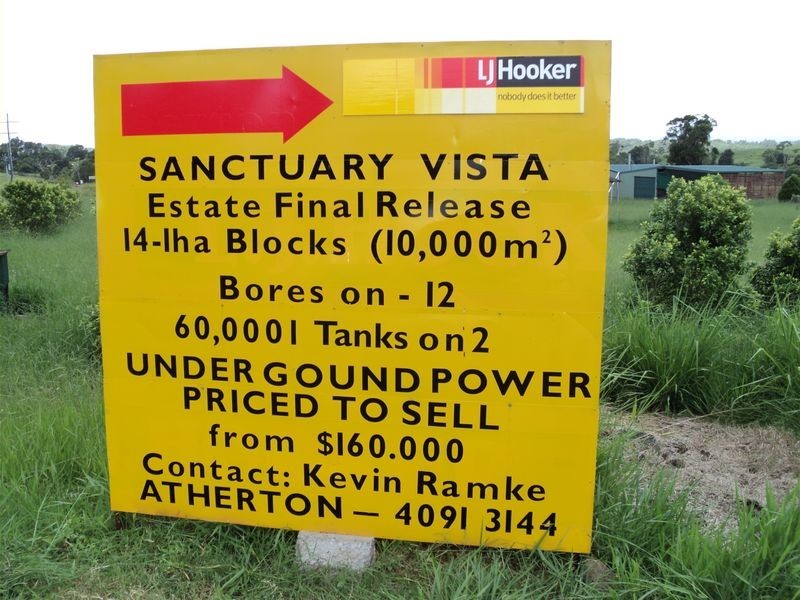 LJ Hooker
nobody does it better
SANCTUARY VISTA
Estate Final Release
14-1ha Blocks (10,000m²)
Bores on - 12
60,0001 Tanks on 2
UNDER GOUND POWER
PRICED TO SELL
from $160.000
Contact: Kevin Ramke
ATHERTON - 4091 3144